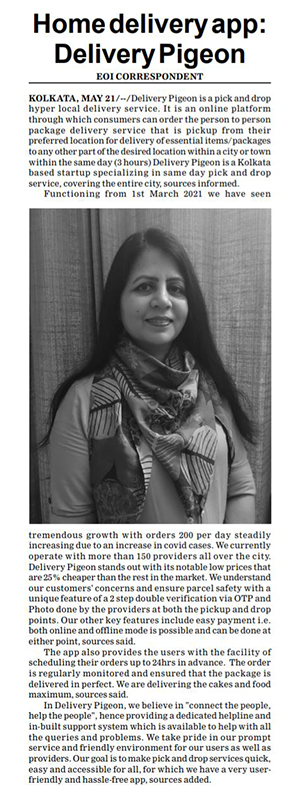 Home delivery app:
Delivery Pigeon
EOI CORRESPONDENT
KOLKATA, MAY 21/--/Delivery Pigeon is a pick and drop
hyper local delivery service. It is an online platform
through which consumers can order the person to person
package delivery service that is pickup from their
preferred location for delivery of essential items/packages
to any other part of the desired location within a city or town
within the same day (3 hours) Delivery Pigeon is a Kolkata
based startup specializing in same day pick and drop
service, covering the entire city, sources informed.
Functioning from 1st March 2021 we have seen
tremendous growth with orders 200 per day steadily
increasing due to an increase in covid cases. We currently
operate with more than 150 providers all over the city.
Delivery Pigeon stands out with its notable low prices that
are 25% cheaper than the rest in the market. We understand
our customers' concerns and ensure parcel safety with a
unique feature of a 2 step double verification via OTP and
Photo done by the providers at both the pickup and drop
points. Our other key features include easy payment i.e.
both online and offline mode is possible and can be done at
either point, sources said.
The app also provides the users with the facility of
scheduling their orders up to 24hrs in advance. The order
is regularly monitored and ensured that the package is
delivered in perfect. We are delivering the cakes and food
maximum, sources said.
In Delivery Pigeon, we believe in "connect the people,
help the people", hence providing a dedicated helpline and
in-built support system which is available to help with all
the queries and problems. We take pride in our prompt
service and friendly environment for our users as well as
providers. Our goal is to make pick and drop services quick,
easy and accessible for all, for which we have a very user-
friendly and hassle-free app, sources added.